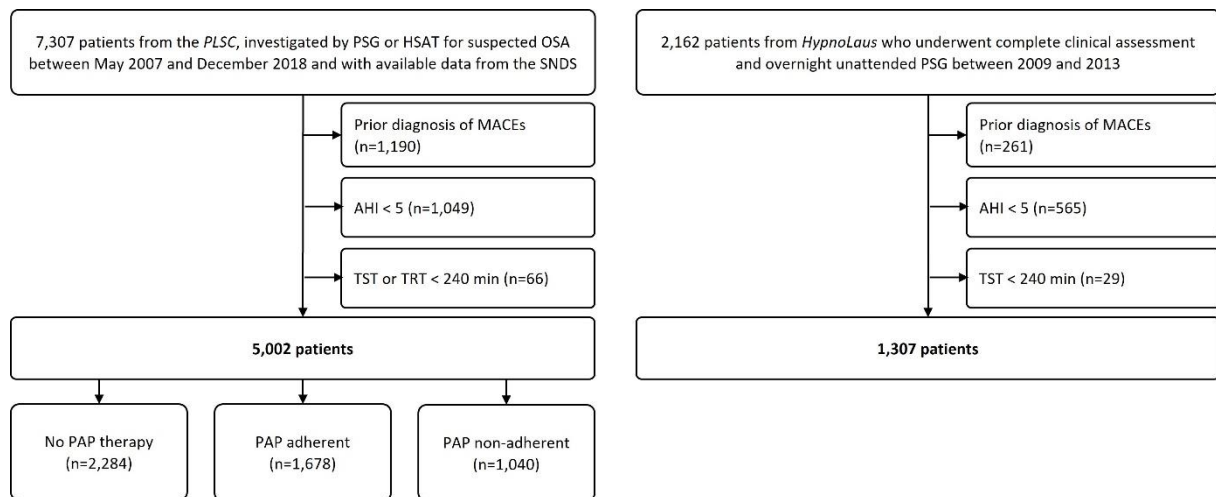 7,307 patients from the PLSC, investigated by PSG or HSAT for suspected OSA
between May 2007 and December 2018 and with available data from the SNDS
Prior diagnosis of MACEs
(n=1,190)
AHI < 5 (n=1,049)
TST or TRT < 240 min (n=66)
5,002 patients
No PAP therapy
(n=2,284)
PAP adherent
(n=1,678)
PAP non-adherent
(n=1,040)
2,162 patients from HypnoLaus who underwent complete clinical assessment
and overnight unattended PSG between 2009 and 2013
Prior diagnosis of MACEs
(n=261)
AHI < 5 (n=565)
TST < 240 min (n=29)
1,307 patients